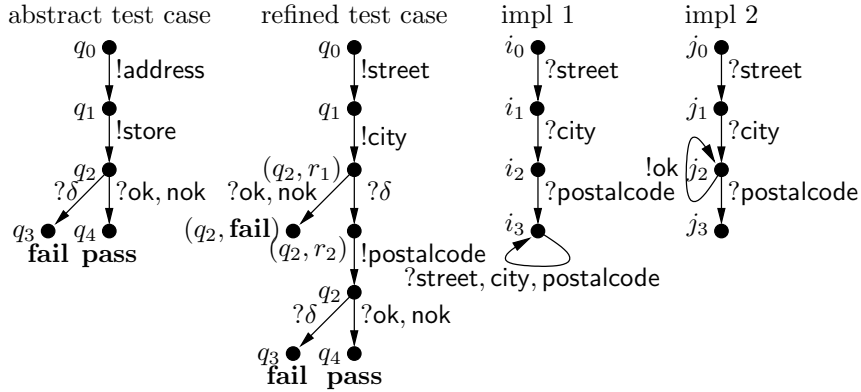 abstract test case refined test case impl 1 impl 2
q0 q0 i0 j0
!address !street ?street ?street
q1 q1 i1 j1
!store !city ?city ?city
q2 (q2, r1) i2 !ok j2
?δ ?ok, nok ?ok, nok ?δ ?postalcode ?postalcode
q3 q4 (q2, fail) (q2, r2) i3 j3
fail pass !postalcode
?street, city, postalcode
q2
?δ ?ok, nok
q3 q4
fail pass